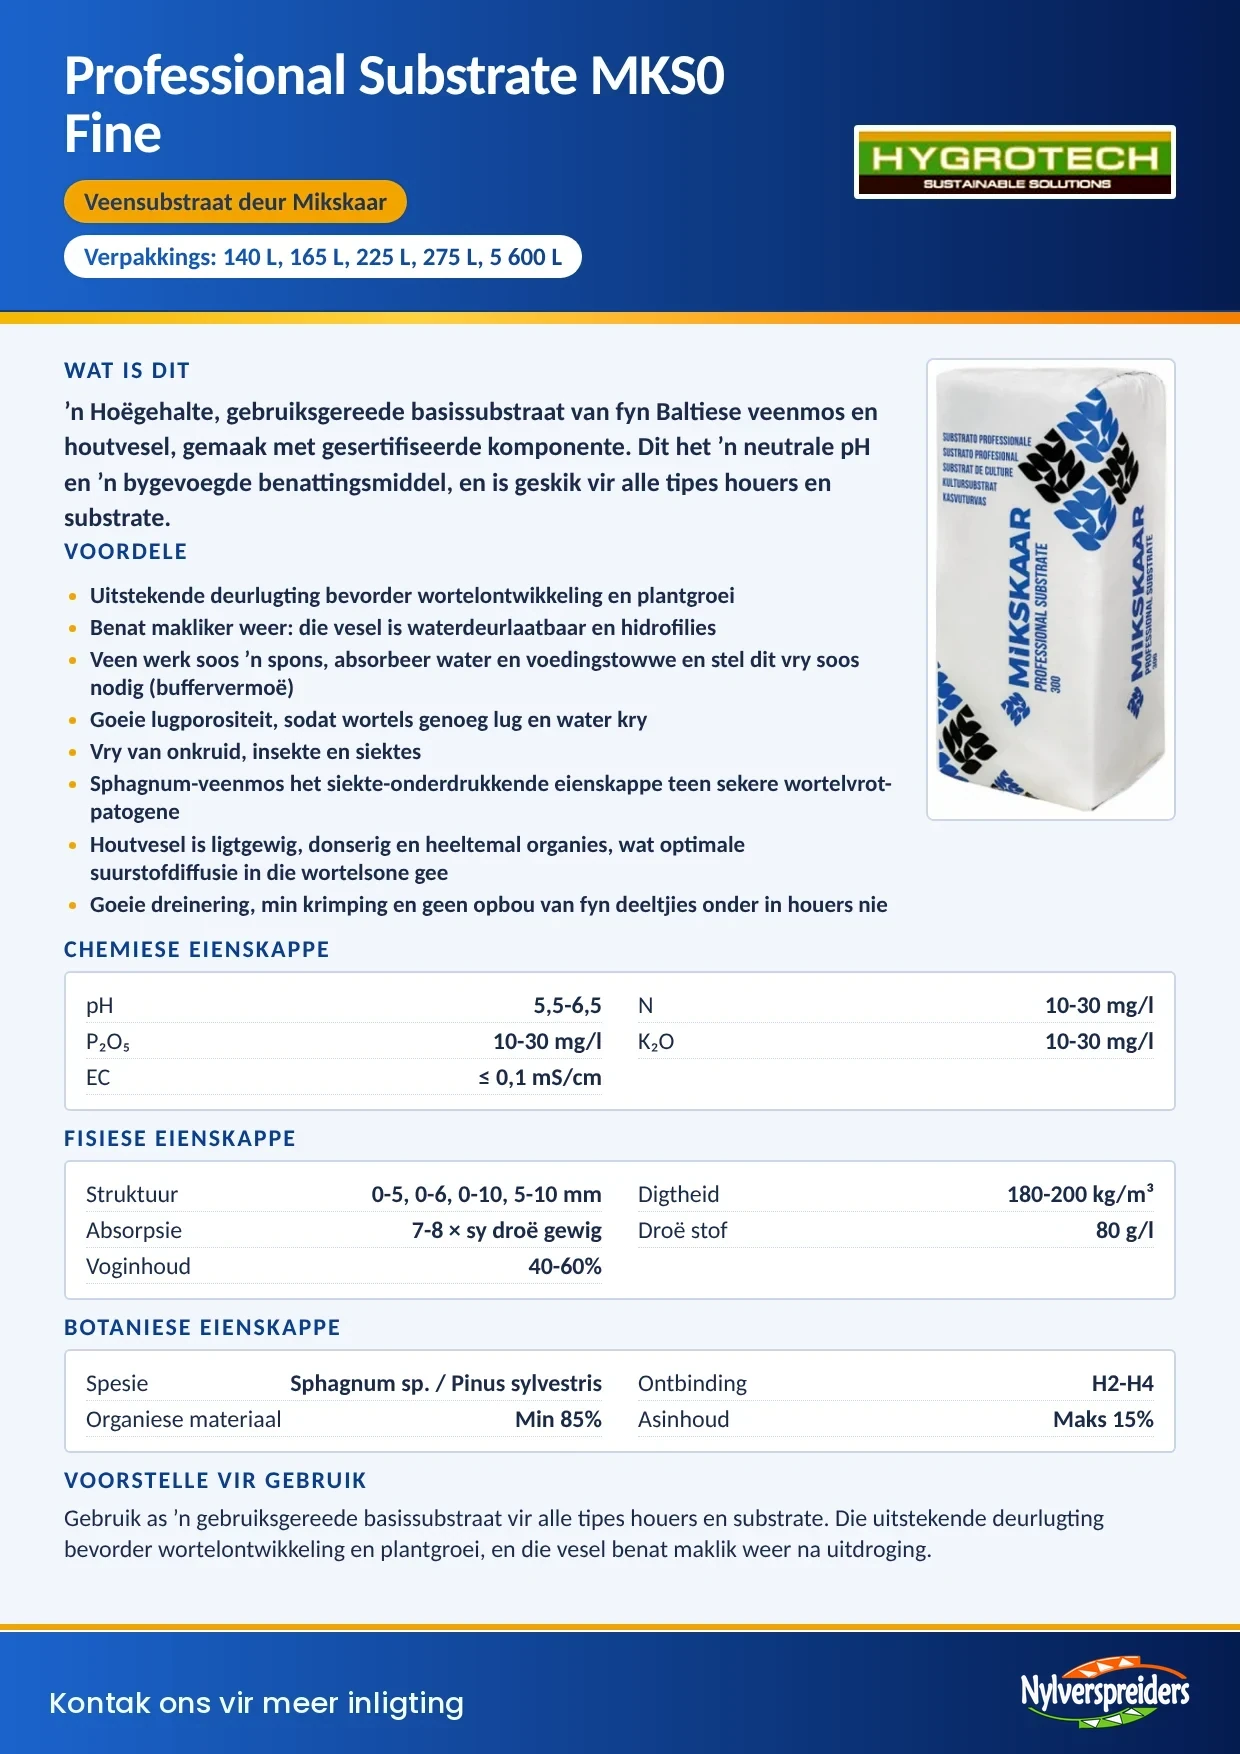 Professional Substrate MKS0
Fine
HYGROTECH
SUSTAINABLE SOLUTIONS
Veensubstraat deur Mikskaar
Verpakkings: 140 L, 165 L, 225 L, 275 L, 5 600 L
WAT IS DIT
’n Hoëgehalte, gebruiksgereede basissubstraat van fyn Baltiese veenmos en
houtvesel, gemaak met gesertifiseerde komponente. Dit het ’n neutrale pH
en ’n bygevoegde benattingsmiddel, en is geskik vir alle tipes houers en
substrate.
SUBSTRATO PROFESSIONALE
SUSTRATO PROFESIONAL
SUBSTRAT DE CULTURE
KULTURSUBSTRAT
KASVUTURVAS
MiKSKAAR
PROFESSIONAL SUBSTRATE
300
MiKSKAAR
PROFESSIONAL SUBSTRATE
300
VOORDELE
• Uitstekende deurlugting bevorder wortelontwikkeling en plantgroei
• Benat makliker weer: die vesel is waterdeurlaatbaar en hidrofilies
• Veen werk soos ’n spons, absorbeer water en voedingstowwe en stel dit vry soos
nodig (buffervermoë)
• Goeie lugporositeit, sodat wortels genoeg lug en water kry
• Vry van onkruid, insekte en siektes
• Sphagnum-veenmos het siekte-onderdrukkende eienskappe teen sekere wortelvrot-
patogene
• Houtvesel is ligtgewig, donserig en heeltemal organies, wat optimale
suurstofdiffusie in die wortelsone gee
• Goeie dreinering, min krimping en geen opbou van fyn deeltjies onder in houers nie
CHEMIESE EIENSKAPPE
pH 5,5-6,5 N 10-30 mg/l
P₂O₅ 10-30 mg/l K₂O 10-30 mg/l
EC ≤ 0,1 mS/cm
FISIESE EIENSKAPPE
Struktuur 0-5, 0-6, 0-10, 5-10 mm Digtheid 180-200 kg/m³
Absorpsie 7-8 × sy droë gewig Droë stof 80 g/l
Voginhoud 40-60%
BOTANIESE EIENSKAPPE
Spesie Sphagnum sp. / Pinus sylvestris Ontbinding H2-H4
Organiese materiaal Min 85% Asinhoud Maks 15%
VOORSTELLE VIR GEBRUIK
Gebruik as ’n gebruiksgereede basissubstraat vir alle tipes houers en substrate. Die uitstekende deurlugting
bevorder wortelontwikkeling en plantgroei, en die vesel benat maklik weer na uitdroging.
Kontak ons vir meer inligting
Nylverspreiders